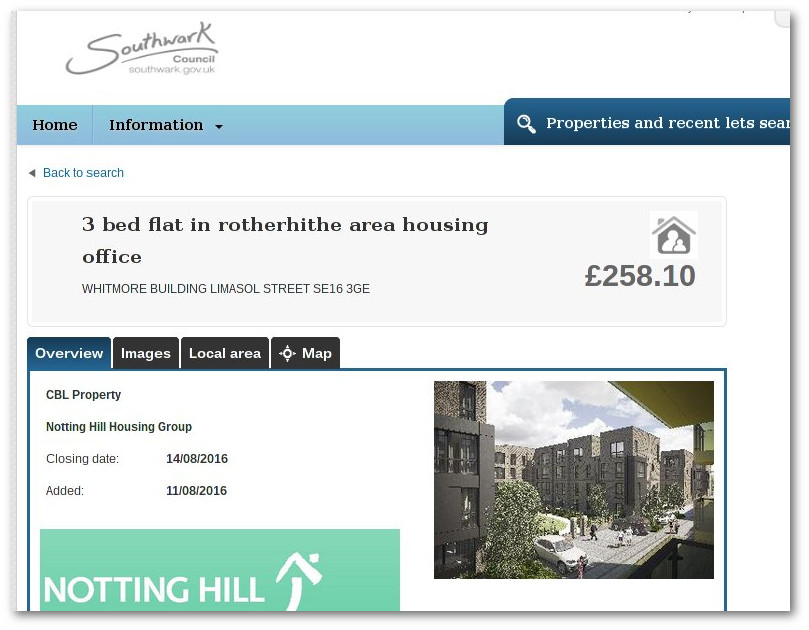 Southwark
Council
southwark.gov.uk
Home
Information
Properties and recent lets sear
Back to search
3 bed flat in rotherhithe area housing
office
WHITMORE BUILDING LIMASOL STREET SE16 3GE
£258.10
Overview
Images
Local area
Map
CBL Property
Notting Hill Housing Group
Closing date: 14/08/2016
Added: 11/08/2016
NOTTING HILL